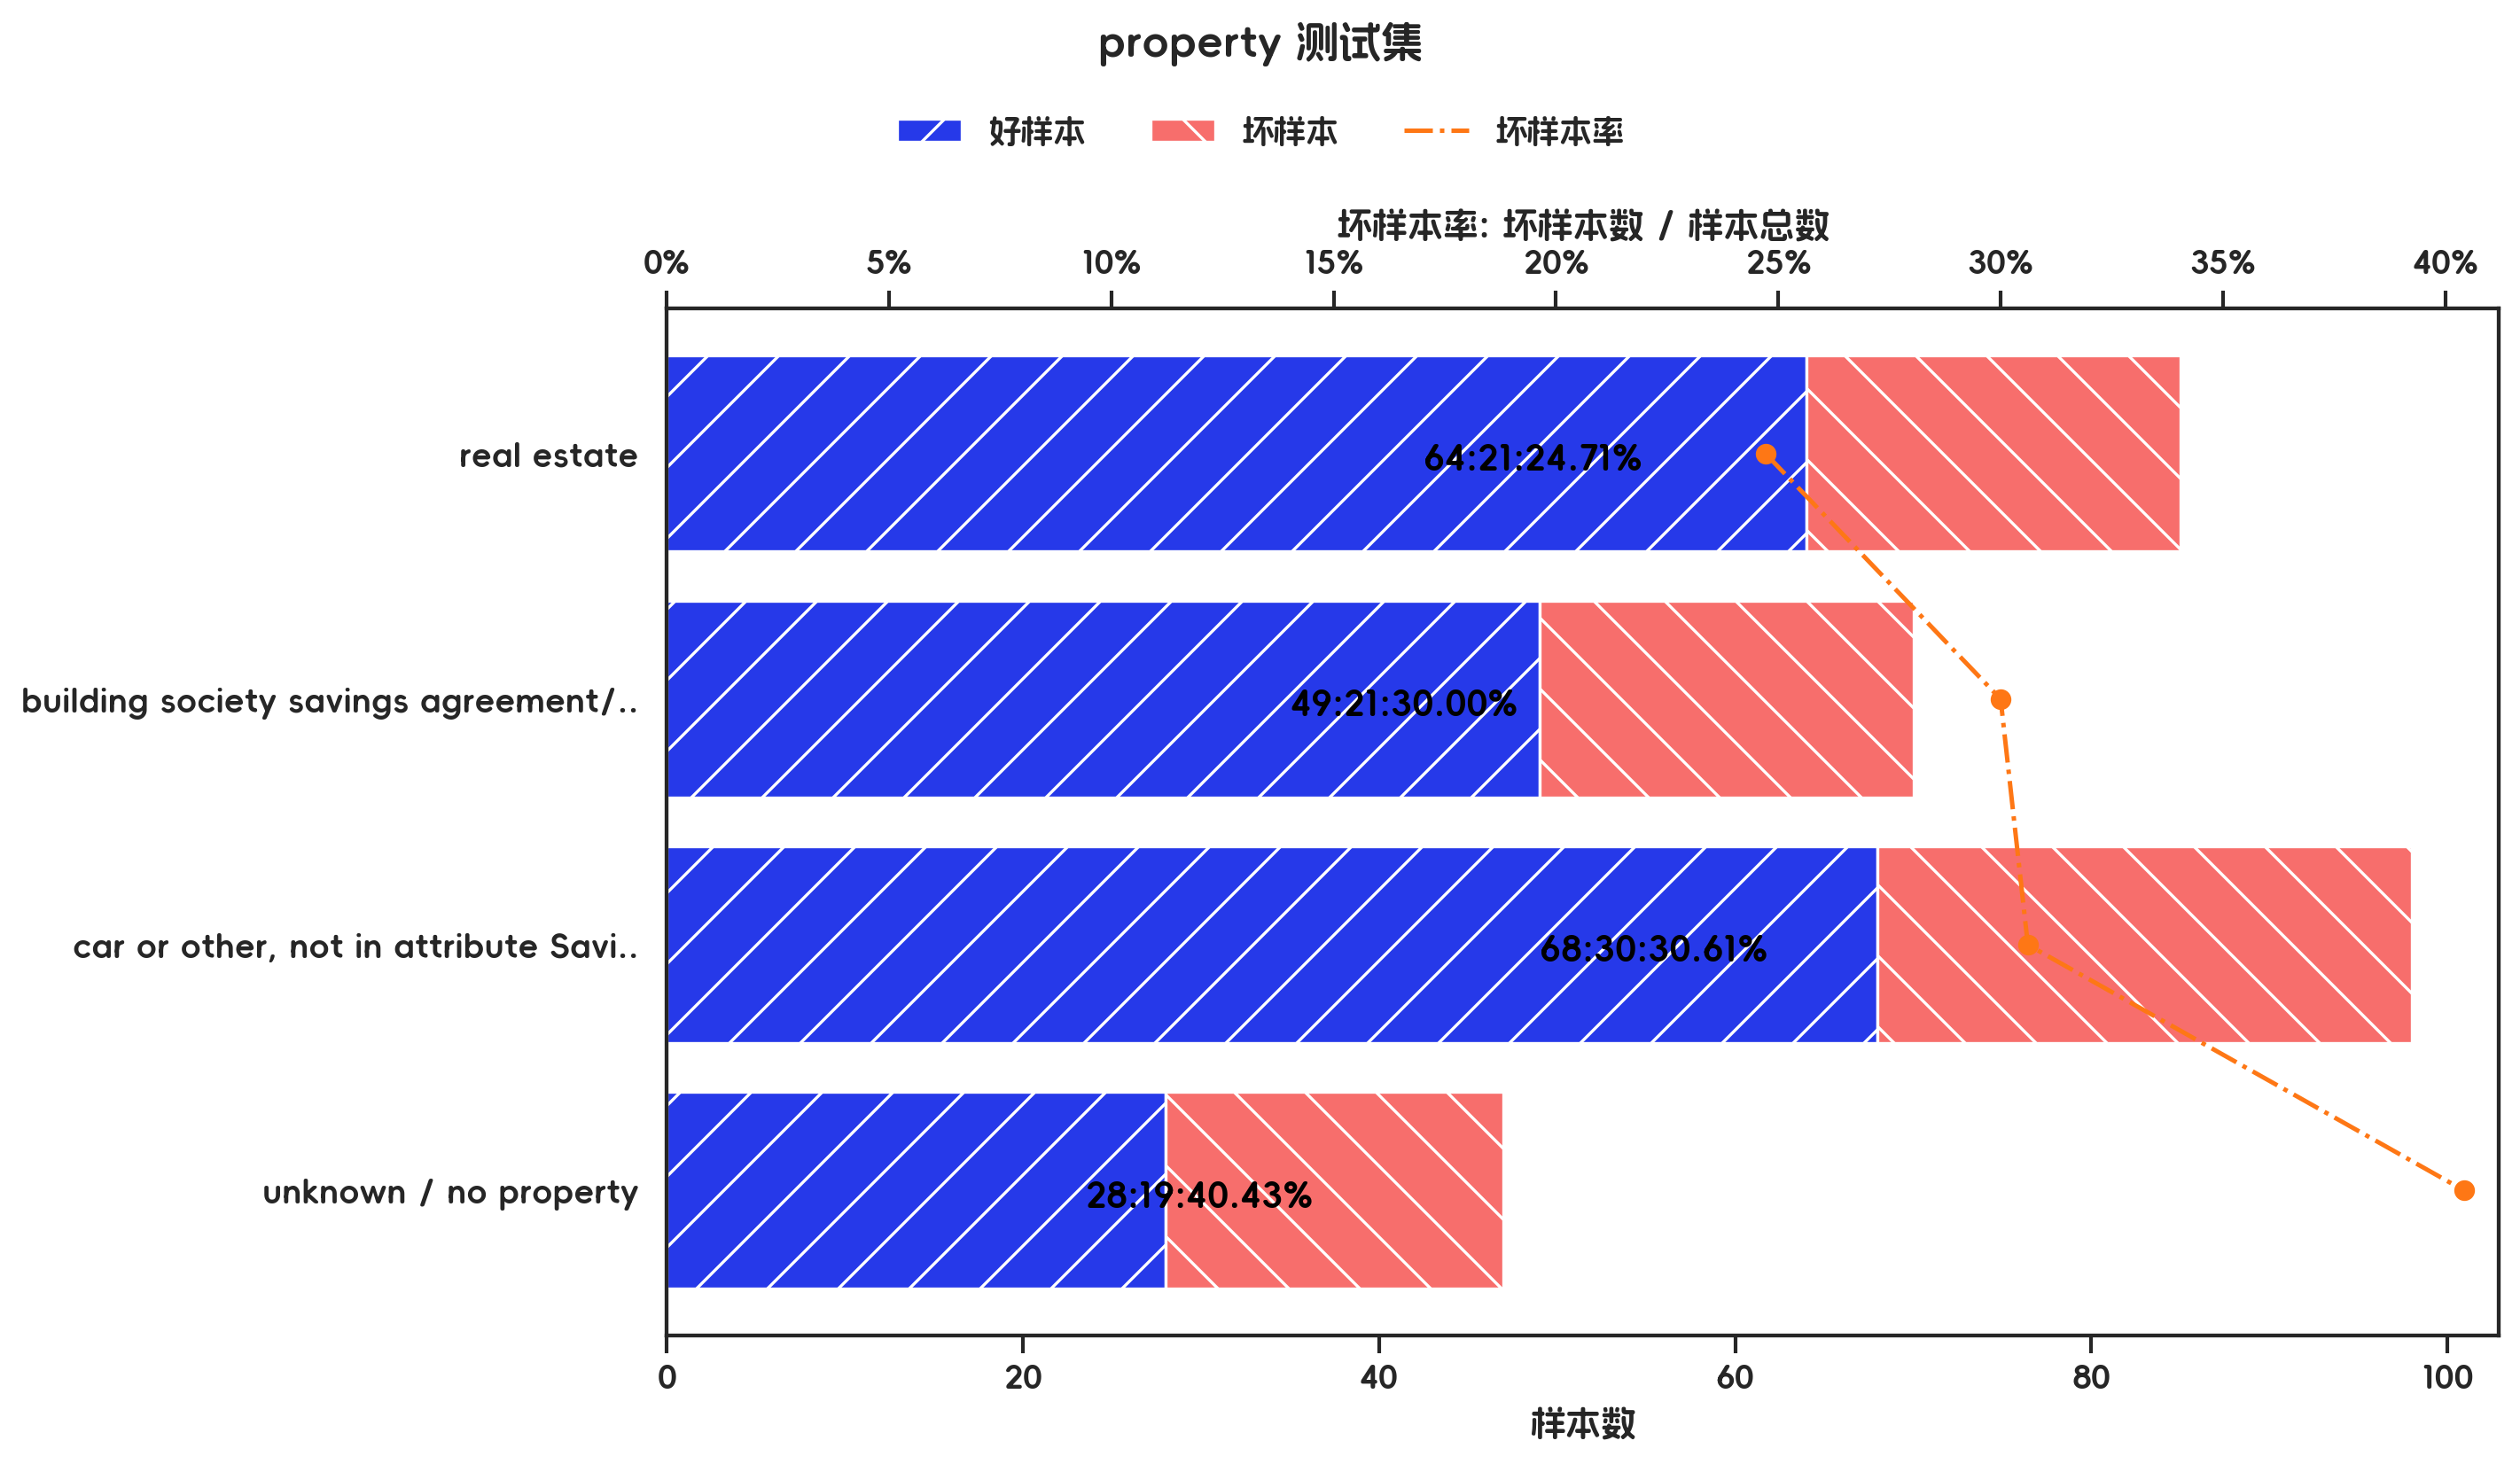 property 测试集
好样本 坏样本 坏样本率
坏样本率: 坏样本数 / 样本总数
0% 5% 10% 15% 20% 25% 30% 35% 40%
real estate 64:21:24.71%
building society savings agreement/.. 49:21:30.00%
car or other, not in attribute Savi.. 68:30:30.61%
unknown / no property 28:19:40.43%
0 20 40 60 80 100
样本数